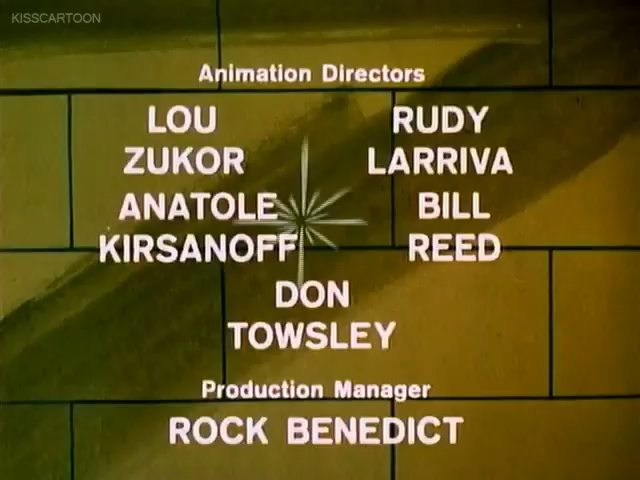 KISSCARTOON
Animation Directors
LOU ZUKOR
RUDY LARRIVA
ANATOLE KIRSANOFF
BILL REED
DON TOWSLEY
Production Manager
ROCK BENEDICT